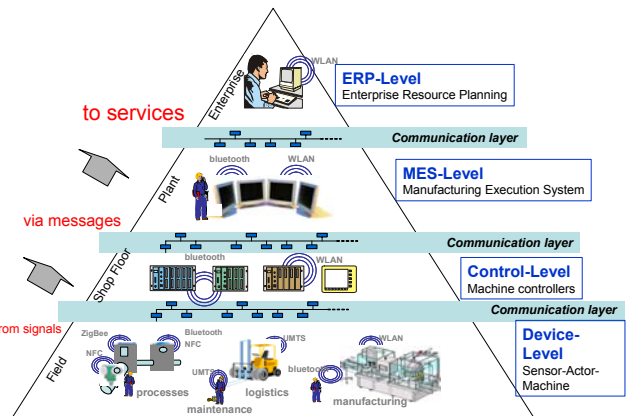 WLAN
ERP-Level
Enterprise Resource Planning
Enterprise
to services
Communication layer
bluetooth
WLAN
MES-Level
Manufacturing Execution System
Plant
via messages
Communication layer
bluetooth
WLAN
Control-Level
Machine controllers
Shop Floor
Communication layer
rom signals
ZigBee
Bluetooth
NFC
NFC
UMTS
WLAN
Device-
Level
Sensor-Actor-
Machine
Field
UMTS
bluetooth
processes
logistics
manufacturing
maintenance